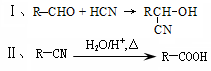 Ⅰ、R—CHO + HCN → R—CH—OH
CN
Ⅱ、R—CN H₂O/H⁺,△ R—COOH